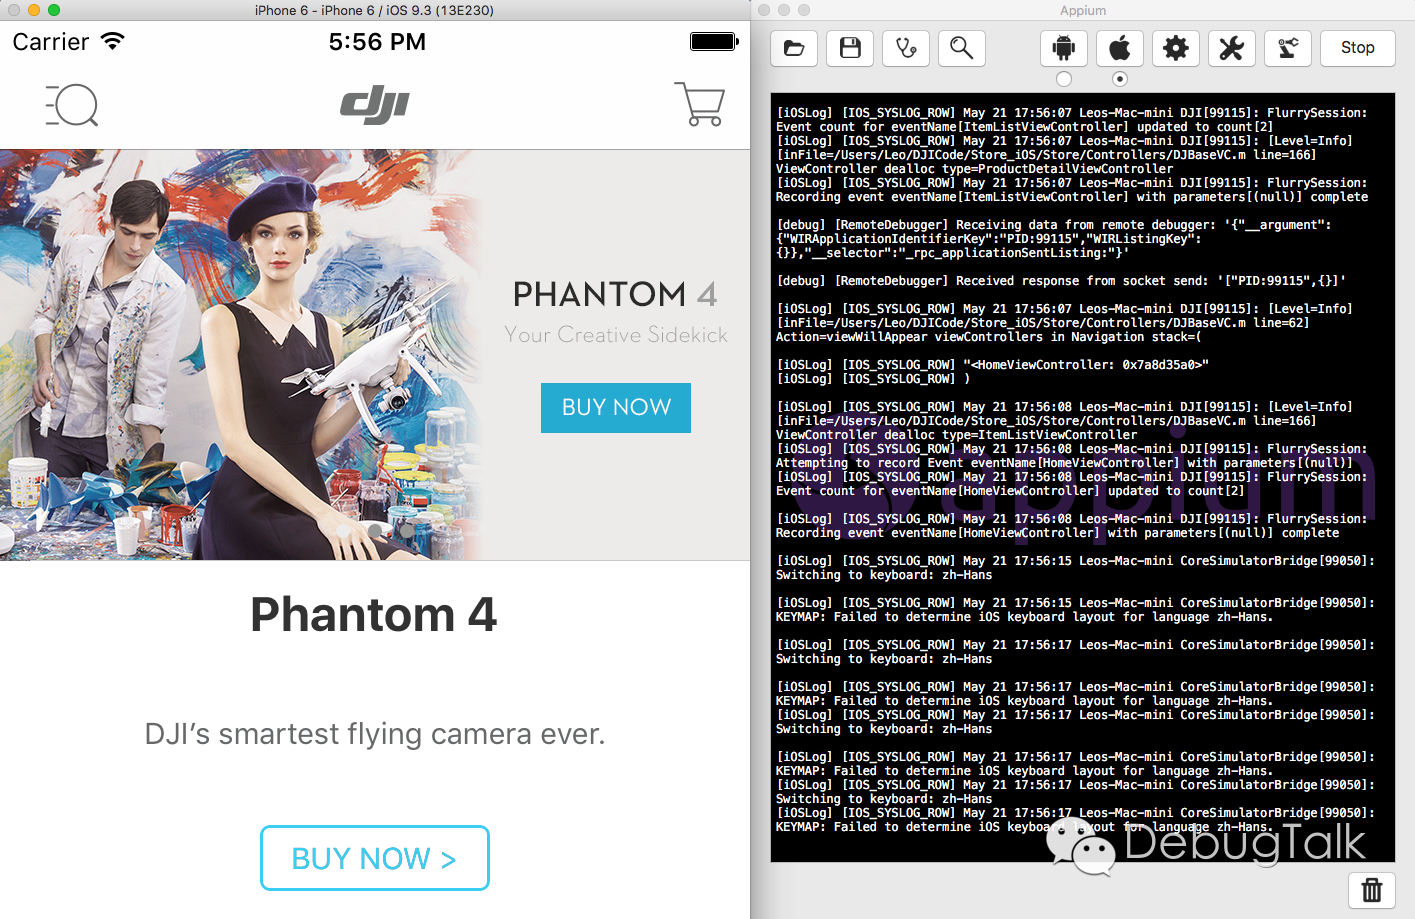 iPhone 6 - iPhone 6 / iOS 9.3 (13E230)
Carrier
5:56 PM
dji
PHANTOM 4
Your Creative Sidekick
BUY NOW
Phantom 4
DJI’s smartest flying camera ever.
BUY NOW >
Appium
Stop
[iOSLog] [IOS_SYSLOG_ROW] May 21 17:56:07 Leos-Mac-mini DJI[99115]: FlurrySession:
Event count for eventName[ItemListViewController] updated to count[2]
[iOSLog] [IOS_SYSLOG_ROW] May 21 17:56:07 Leos-Mac-mini DJI[99115]: [Level=Info]
[inFile=/Users/Leo/DJICode/Store_iOS/Store/Controllers/DJBaseVC.m line=166]
ViewController dealloc type=ProductDetailViewController
[iOSLog] [IOS_SYSLOG_ROW] May 21 17:56:07 Leos-Mac-mini DJI[99115]: FlurrySession:
Recording event eventName[ItemListViewController] with parameters[(null)] complete
[debug] [RemoteDebugger] Receiving data from remote debugger: '{"__argument":
{"WIRApplicationIdentifierKey":"PID:99115","WIRListingKey":
{}},"__selector":"_rpc_applicationSentListing:"}'
[debug] [RemoteDebugger] Received response from socket send: '["PID:99115",{}]'
[iOSLog] [IOS_SYSLOG_ROW] May 21 17:56:07 Leos-Mac-mini DJI[99115]: [Level=Info]
[inFile=/Users/Leo/DJICode/Store_iOS/Store/Controllers/DJBaseVC.m line=62]
Action=viewWillAppear viewControllers in Navigation stack=(
[iOSLog] [IOS_SYSLOG_ROW] "<HomeViewController: 0x7a8d35a0>"
[iOSLog] [IOS_SYSLOG_ROW] )
[iOSLog] [IOS_SYSLOG_ROW] May 21 17:56:08 Leos-Mac-mini DJI[99115]: [Level=Info]
[inFile=/Users/Leo/DJICode/Store_iOS/Store/Controllers/DJBaseVC.m line=166]
ViewController dealloc type=ItemListViewController
[iOSLog] [IOS_SYSLOG_ROW] May 21 17:56:08 Leos-Mac-mini DJI[99115]: FlurrySession:
Attempting to record Event eventName[HomeViewController] with parameters[(null)]
[iOSLog] [IOS_SYSLOG_ROW] May 21 17:56:08 Leos-Mac-mini DJI[99115]: FlurrySession:
Event count for eventName[HomeViewController] updated to count[2]
[iOSLog] [IOS_SYSLOG_ROW] May 21 17:56:08 Leos-Mac-mini DJI[99115]: FlurrySession:
Recording event eventName[HomeViewController] with parameters[(null)] complete
[iOSLog] [IOS_SYSLOG_ROW] May 21 17:56:15 Leos-Mac-mini CoreSimulatorBridge[99050]:
Switching to keyboard: zh-Hans
[iOSLog] [IOS_SYSLOG_ROW] May 21 17:56:15 Leos-Mac-mini CoreSimulatorBridge[99050]:
KEYMAP: Failed to determine iOS keyboard layout for language zh-Hans.
[iOSLog] [IOS_SYSLOG_ROW] May 21 17:56:17 Leos-Mac-mini CoreSimulatorBridge[99050]:
Switching to keyboard: zh-Hans
[iOSLog] [IOS_SYSLOG_ROW] May 21 17:56:17 Leos-Mac-mini CoreSimulatorBridge[99050]:
KEYMAP: Failed to determine iOS keyboard layout for language zh-Hans.
[iOSLog] [IOS_SYSLOG_ROW] May 21 17:56:17 Leos-Mac-mini CoreSimulatorBridge[99050]:
Switching to keyboard: zh-Hans
[iOSLog] [IOS_SYSLOG_ROW] May 21 17:56:17 Leos-Mac-mini CoreSimulatorBridge[99050]:
KEYMAP: Failed to determine iOS keyboard layout for language zh-Hans.
[iOSLog] [IOS_SYSLOG_ROW] May 21 17:56:17 Leos-Mac-mini CoreSimulatorBridge[99050]:
Switching to keyboard: zh-Hans
[iOSLog] [IOS_SYSLOG_ROW] May 21 17:56:17 Leos-Mac-mini CoreSimulatorBridge[99050]:
KEYMAP: Failed to determine iOS keyboard layout for language zh-Hans.
appium
DebugTalk